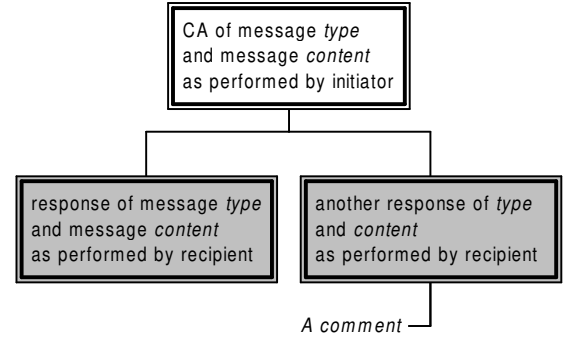 CA of message type
and message content
as performed by initiator
response of message type
and message content
as performed by recipient
another response of type
and content
as performed by recipient
A comment